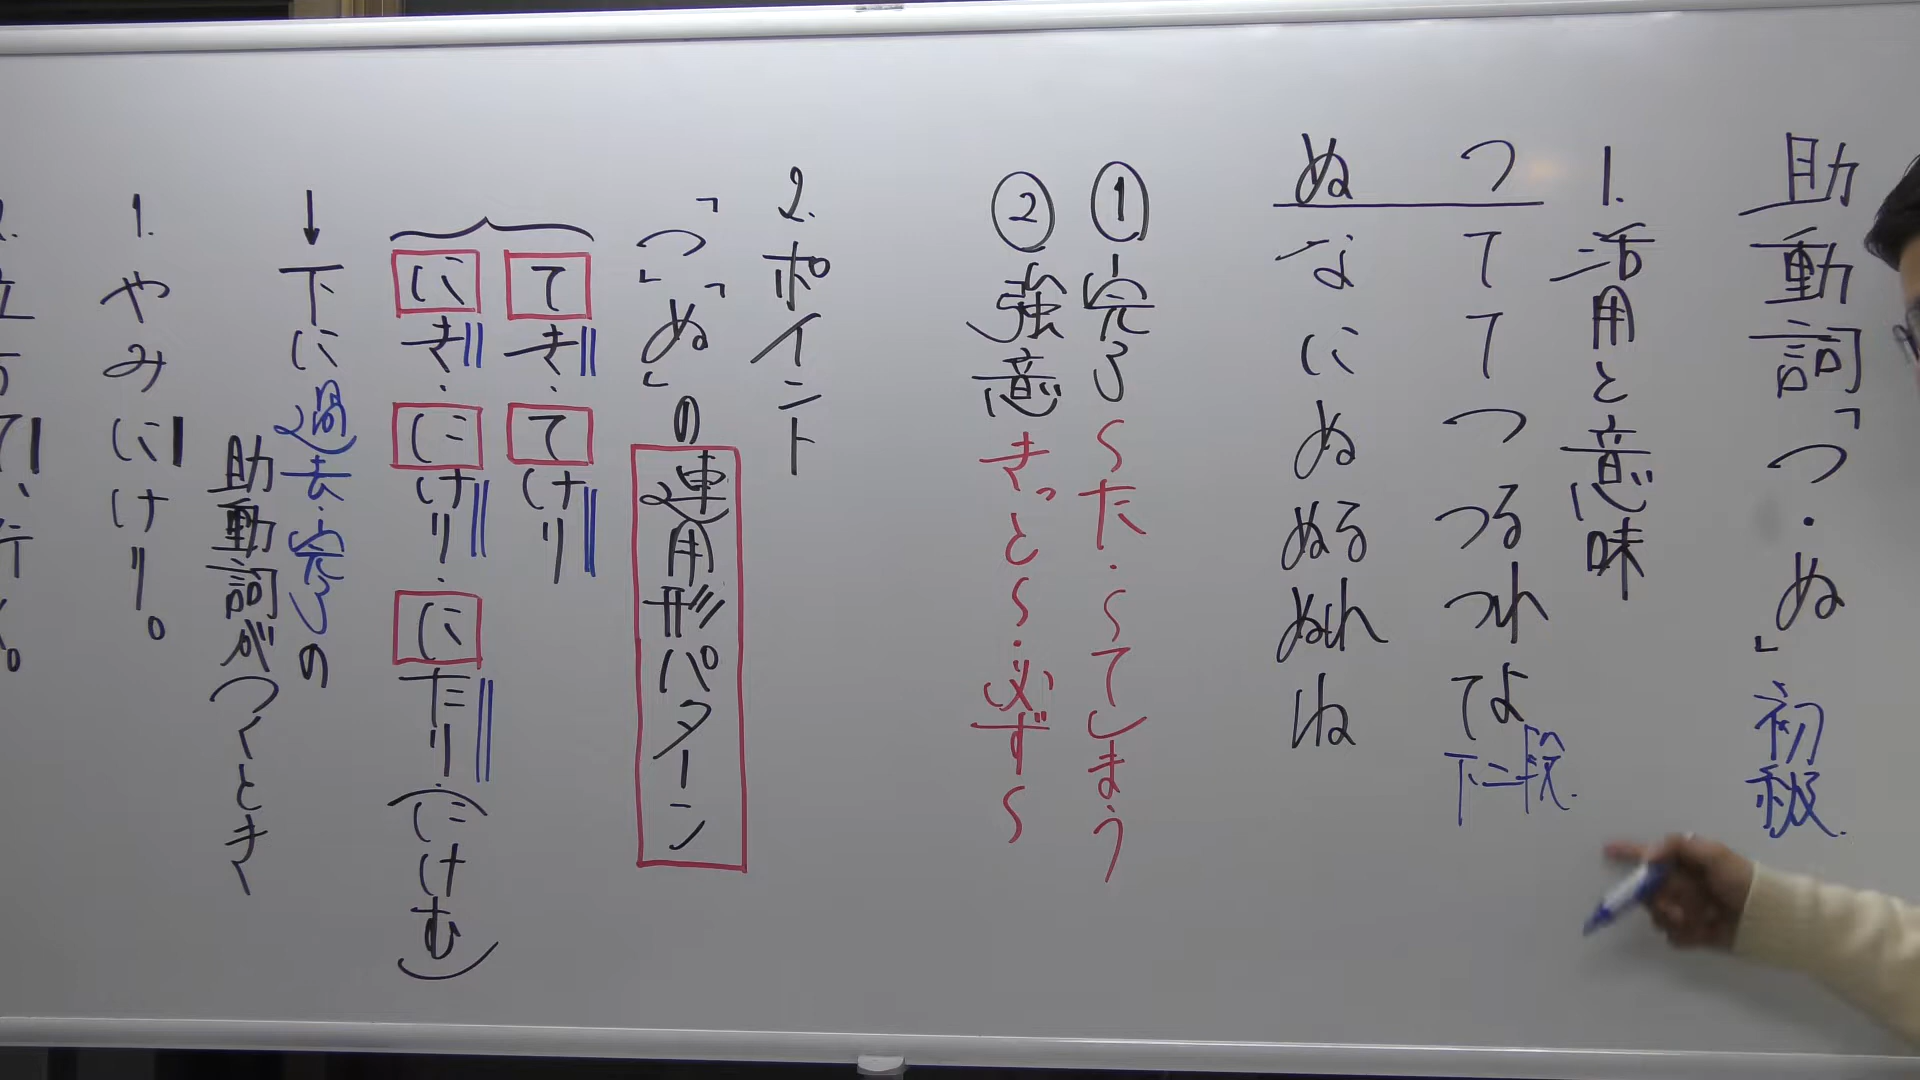 助動詞「つ・ぬ」初級
1. 活用と意味
つ て て つ つる つれ てよ 下二段
ぬ な に ぬ ぬる ぬれ ね
① 完了 〜た・〜てしまう
② 強意 きっと〜・必ず〜
2. ポイント
「つ」「ぬ」の連用形パターン
てき・てけり
にき・にけり・にたり（にけむ）
↓下に過去・完了の
助動詞がつくとき
1. やみにけり。